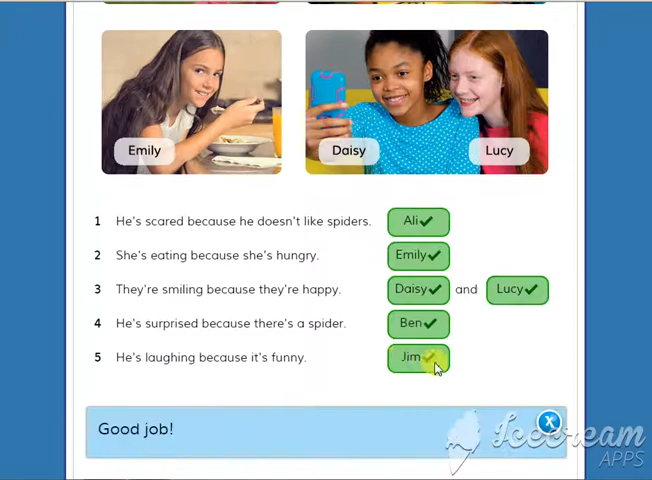 Emily
Daisy
Lucy
1 He's scared because he doesn't like spiders. Ali
2 She's eating because she's hungry. Emily
3 They're smiling because they're happy. Daisy and Lucy
4 He's surprised because there's a spider. Ben
5 He's laughing because it's funny. Jim
Good job!
X
Icecream
APPS